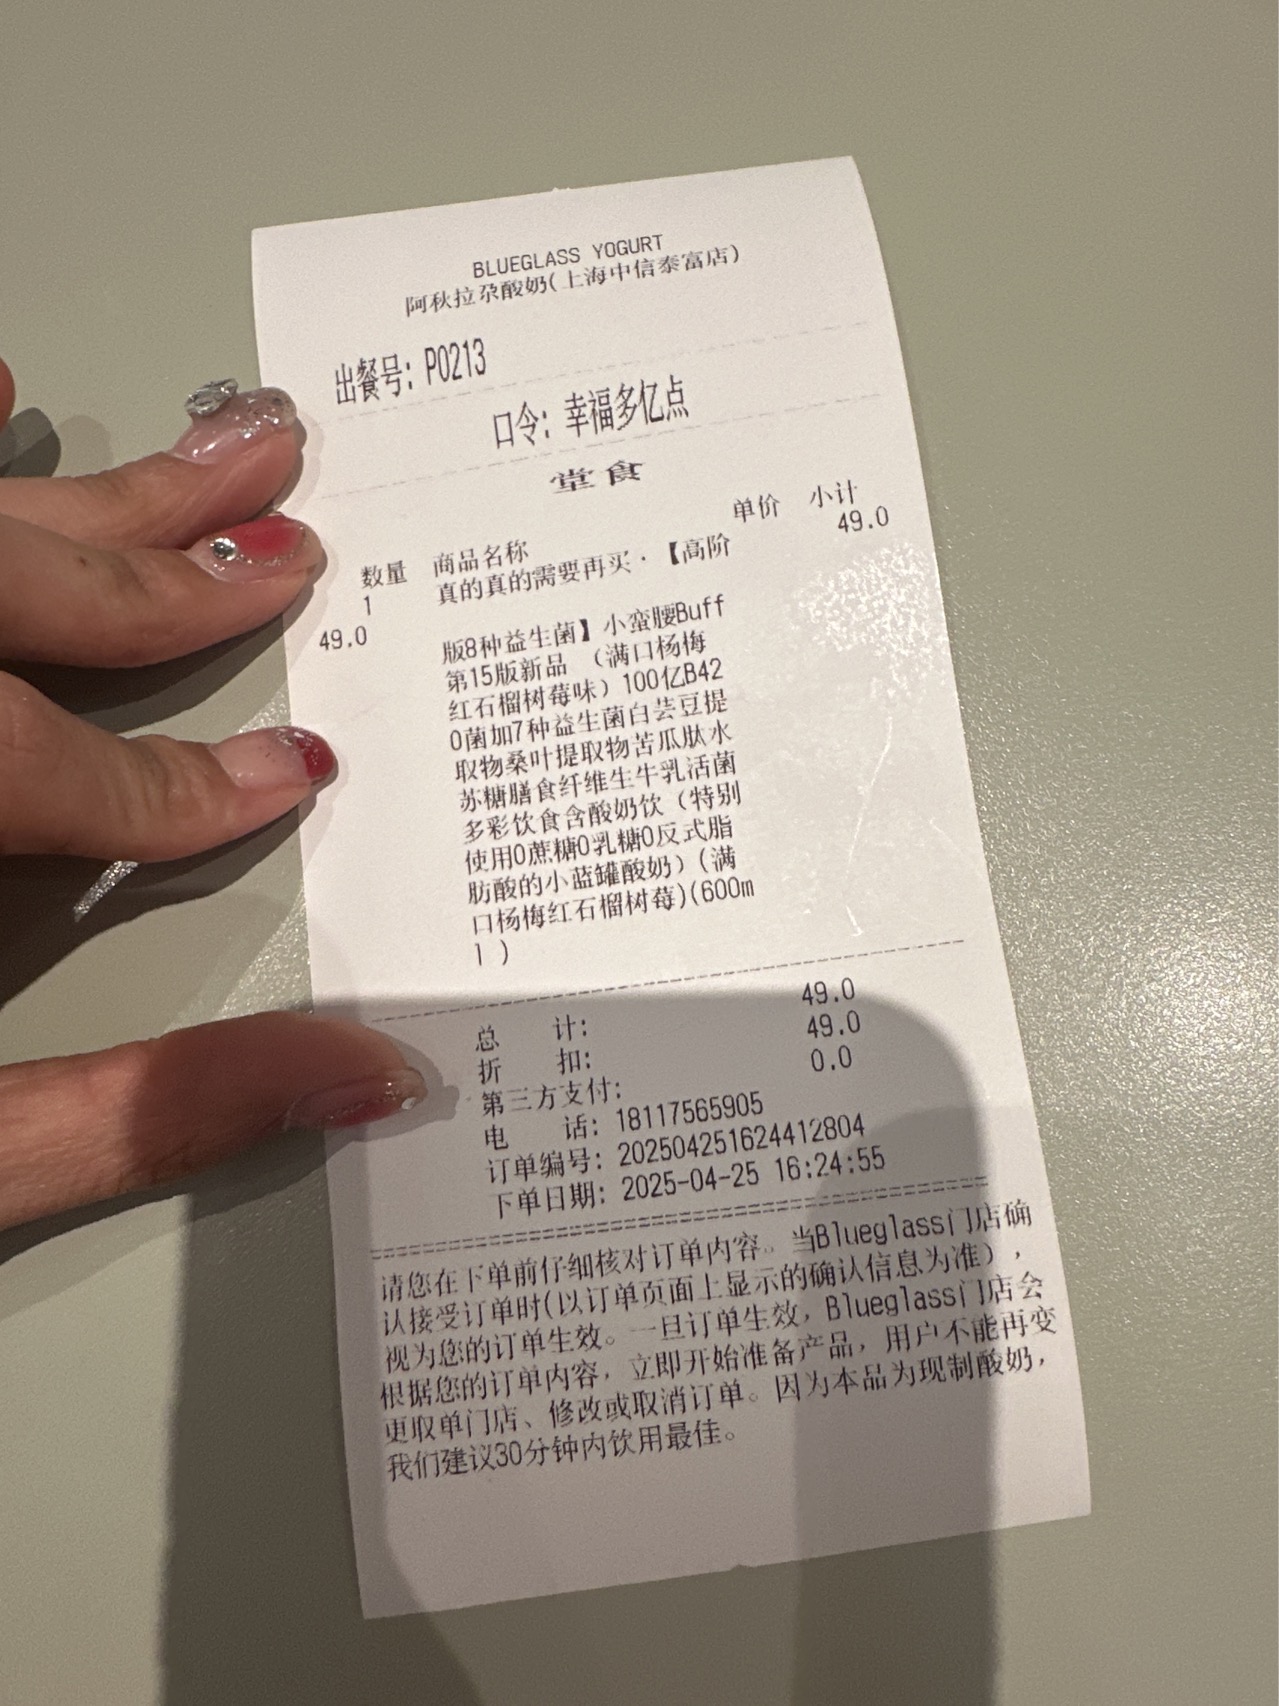 BLUEGLASS YOGURT
阿秋拉尕酸奶(上海中信泰富店)
出餐号: P0213
口令: 幸福多亿点
堂食
数量 商品名称 单价 小计
1 真的真的需要再买·【高阶 49.0
49.0
版8种益生菌】小蛮腰Buff
第15版新品 (满口杨梅
红石榴树莓味) 100亿B42
0菌加7种益生菌白芸豆提
取物桑叶提取物苦瓜肽水
苏糖膳食纤维生牛乳活菌
多彩饮食含酸奶饮 (特别
使用0蔗糖0乳糖0反式脂
肪酸的小蓝罐酸奶) (满
口杨梅红石榴树莓)(600m
l )
总 计: 49.0
折 扣: 49.0
第三方支付: 0.0
电 话: 18117565905
订单编号: 202504251624412804
下单日期: 2025-04-25 16:24:55
请您在下单前仔细核对订单内容。当Blueglass门店确
认接受订单时(以订单页面上显示的确认信息为准),
视为您的订单生效。一旦订单生效, Blueglass门店会
根据您的订单内容, 立即开始准备产品, 用户不能再变
更取单门店、修改或取消订单。因为本品为现制酸奶,
我们建议30分钟内饮用最佳。